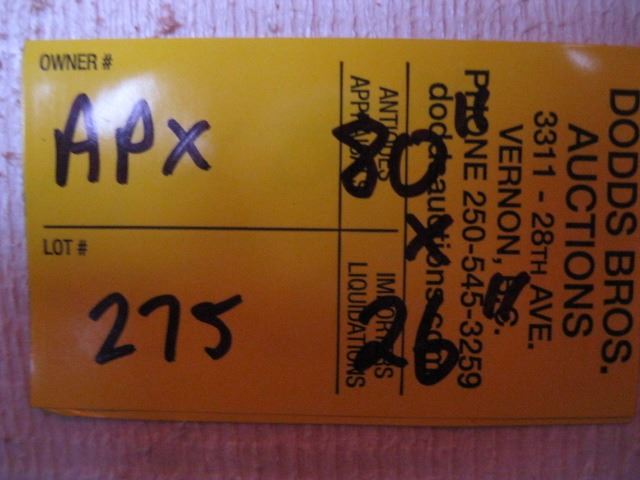 OWNER #
APX
LOT #
275
80"
X
26"
DODDS BROS.
AUCTIONS
3311 - 28TH AVE.
VERNON, B.C.
PHONE 250-545-3259
doddsauctions.com
ANTIQUES
IMPORTS
APPRAISALS
LIQUIDATIONS